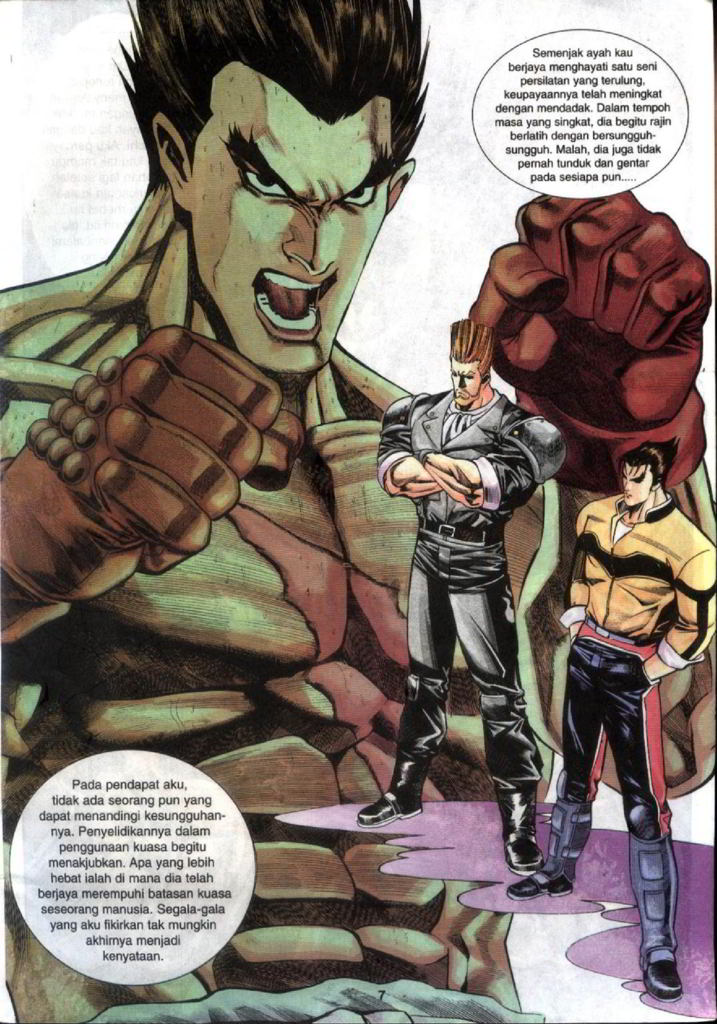 Semenjak ayah kau
berjaya menghayati satu seni
persilatan yang terulung,
keupayaannya telah meningkat
dengan mendadak. Dalam tempoh
masa yang singkat, dia begitu rajin
berlatih dengan bersungguh-
sungguh. Malah, dia juga tidak
pernah tunduk dan gentar
pada sesiapa pun.....
Pada pendapat aku,
tidak ada seorang pun yang
dapat menandingi kesungguhan-
nya. Penyelidikannya dalam
penggunaan kuasa begitu
menakjubkan. Apa yang lebih
hebat ialah di mana dia telah
berjaya merempuhi batasan kuasa
seseorang manusia. Segala-gala
yang aku fikirkan tak mungkin
akhirnya menjadi
kenyataan.
7